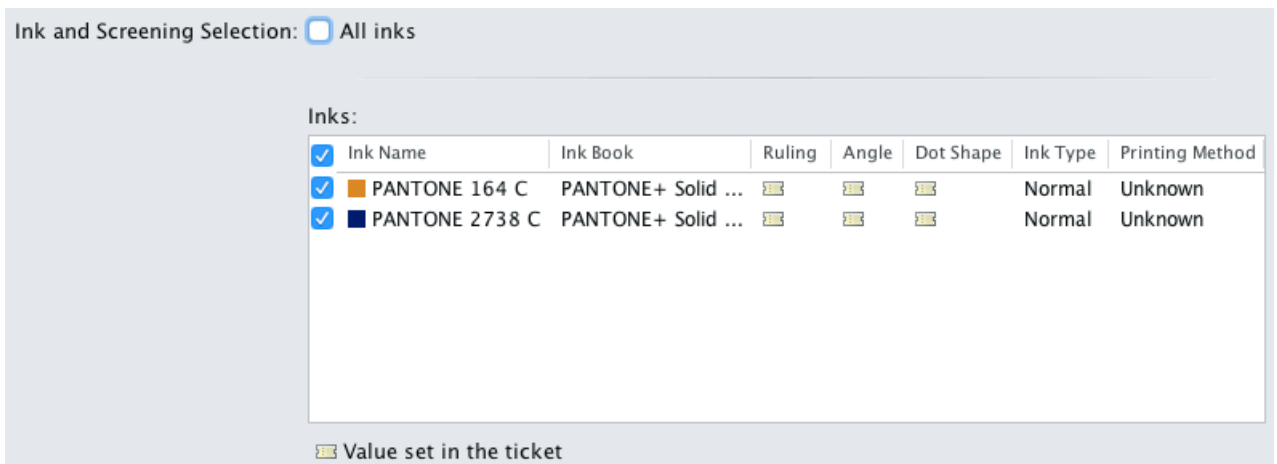 Ink and Screening Selection: All inks
Inks:
Ink Name Ink Book Ruling Angle Dot Shape Ink Type Printing Method
PANTONE 164 C PANTONE+ Solid ... Normal Unknown
PANTONE 2738 C PANTONE+ Solid ... Normal Unknown
Value set in the ticket